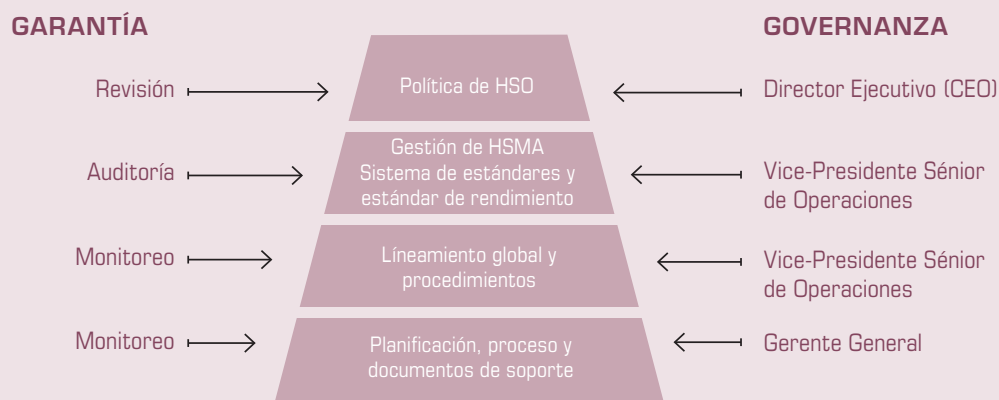 GARANTÍA
GOVERNANZA
Revisión
Política de HSO
Director Ejecutivo (CEO)
Auditoría
Gestión de HSMA
Sistema de estándares y
estándar de rendimiento
Vice-Presidente Sénior
de Operaciones
Monitoreo
Líneamiento global y
procedimientos
Vice-Presidente Sénior
de Operaciones
Monitoreo
Planificación, proceso y
documentos de soporte
Gerente General